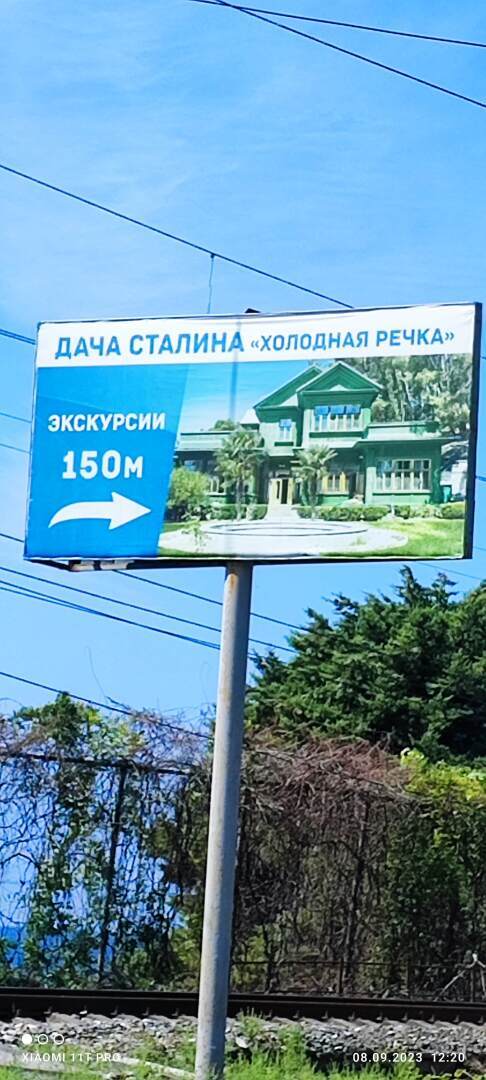 ДАЧА СТАЛИНА «ХОЛОДНАЯ РЕЧКА»
ЭКСКУРСИИ
150м
XIAOMI 11T PRO
08.09.2023 12:20